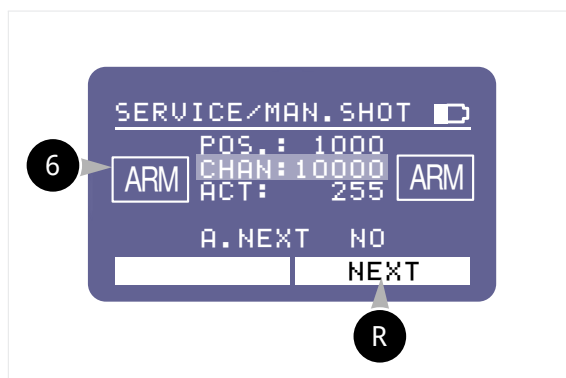 SERVICE/MAN.SHOT
POS.: 1000
6 ARM CHAN:10000 ARM
ACT: 255
A.NEXT NO
NEXT
R